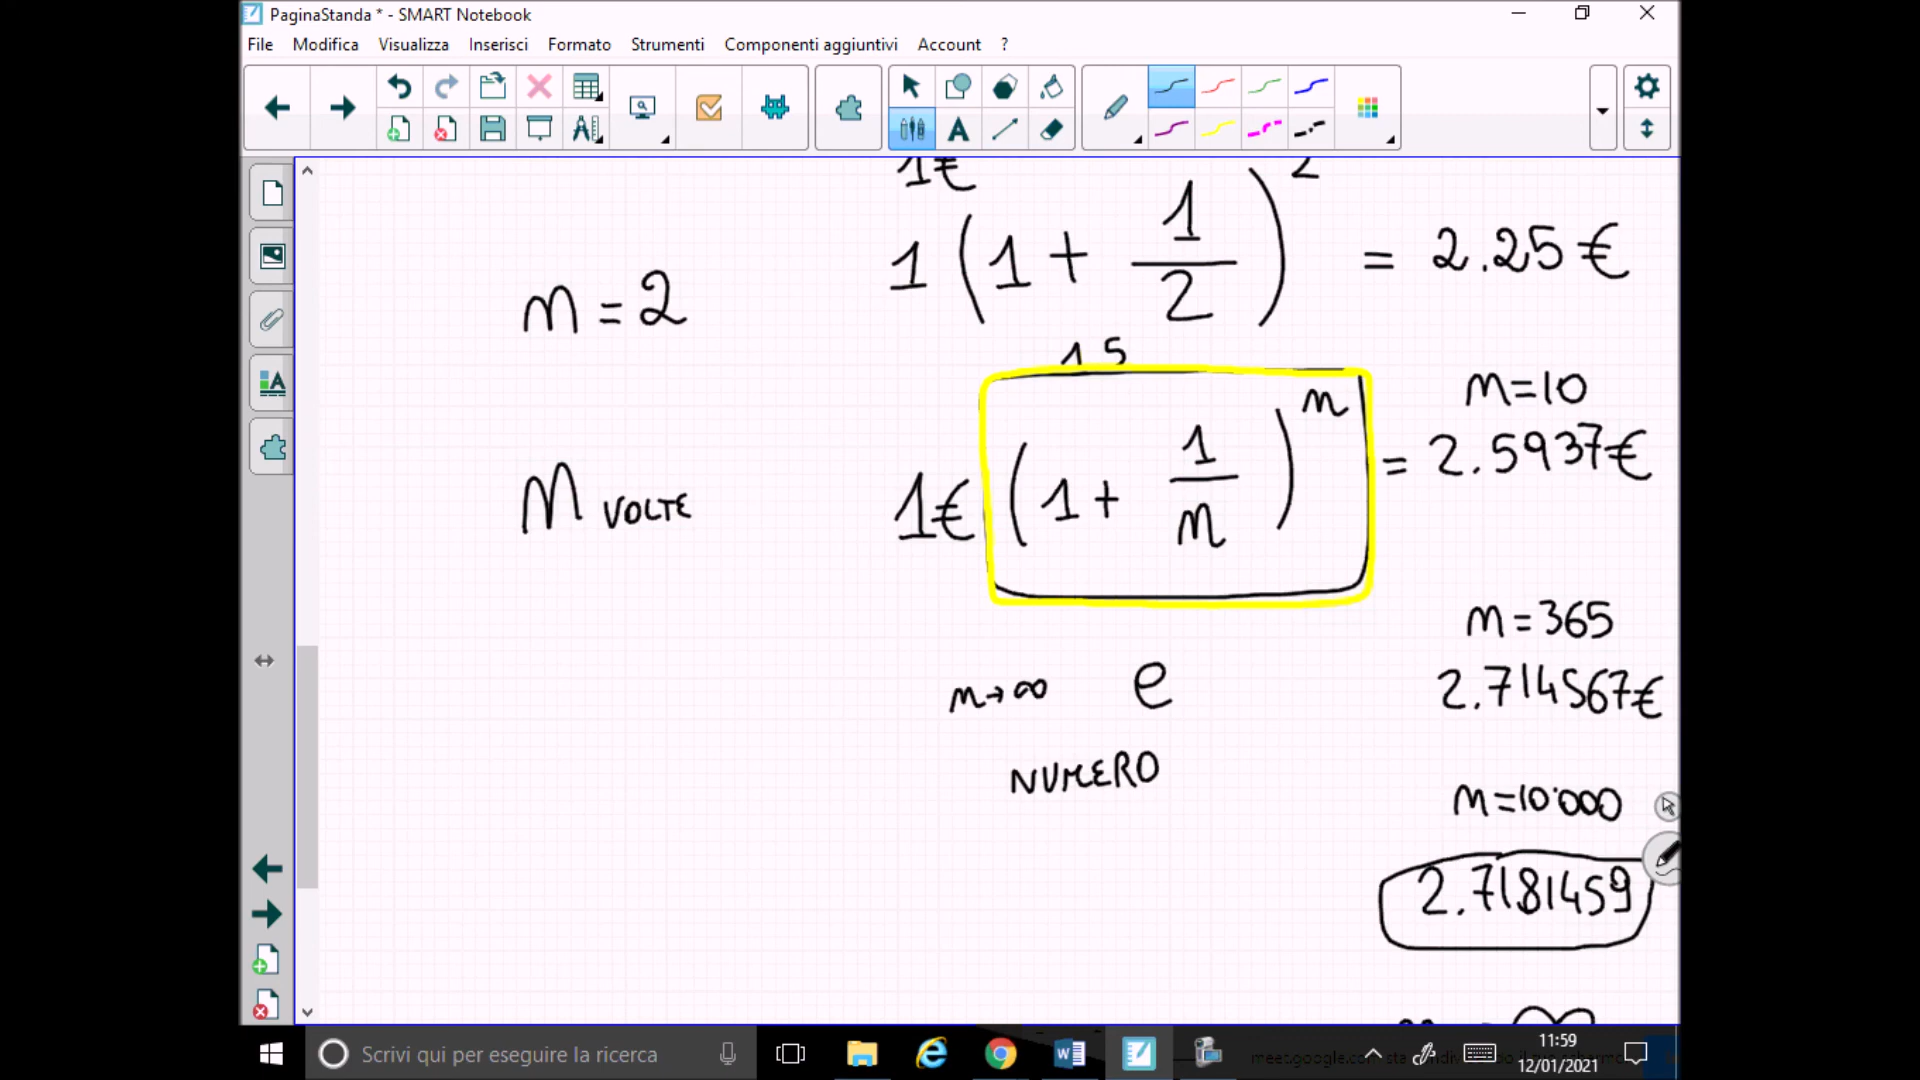 PaginaStanda * - SMART Notebook
File Modifica Visualizza Inserisci Formato Strumenti Componenti aggiuntivi Account ?
1€
2
m = 2
1 (1 + 1/2) = 2.25 €
1 5
m=10
M VOLTE
1€ (1 + 1/m)^m = 2.5937€
m = 365
2.714567€
m→∞ e
NUMERO
m=10'000
2.7181459
Scrivi qui per eseguire la ricerca
11:59
12/01/2021